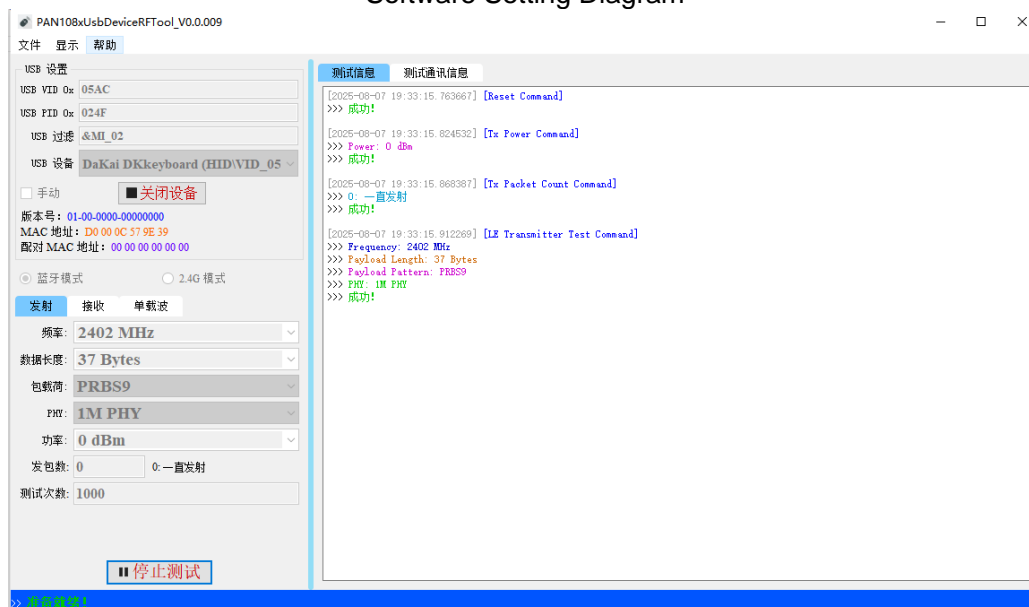 Software Setting Diagram
PAN108xUsbDeviceRFTool_V0.0.009
文件 显示 帮助
USB 设置
USB VID 0x 05AC
USB PID 0x 024F
USB 过滤 &MI_02
USB 设备 DaKai DKkeyboard (HID\VID_05
手动 关闭设备
版本号: 01-00-0000-00000000
MAC 地址: D0 00 0C 57 9E 39
配对 MAC 地址: 00 00 00 00 00 00
蓝牙模式 2.4G 模式
发射 接收 单载波
频率: 2402 MHz
数据长度: 37 Bytes
包载荷: PRBS9
PHY: 1M PHY
功率: 0 dBm
发包数: 0 0:一直发射
测试次数: 1000
停止测试
>> 准备就绪!
测试信息 测试通讯信息
[2025-08-07 19:33:15.763667] [Reset Command]
>>> 成功!
[2025-08-07 19:33:15.824532] [Tx Power Command]
>>> Power: 0 dBm
>>> 成功!
[2025-08-07 19:33:15.868387] [Tx Packet Count Command]
>>> 0: 一直发射
>>> 成功!
[2025-08-07 19:33:15.912269] [LE Transmitter Test Command]
>>> Frequency: 2402 MHz
>>> Payload Length: 37 Bytes
>>> Payload Pattern: PRBS9
>>> PHY: 1M PHY
>>> 成功!